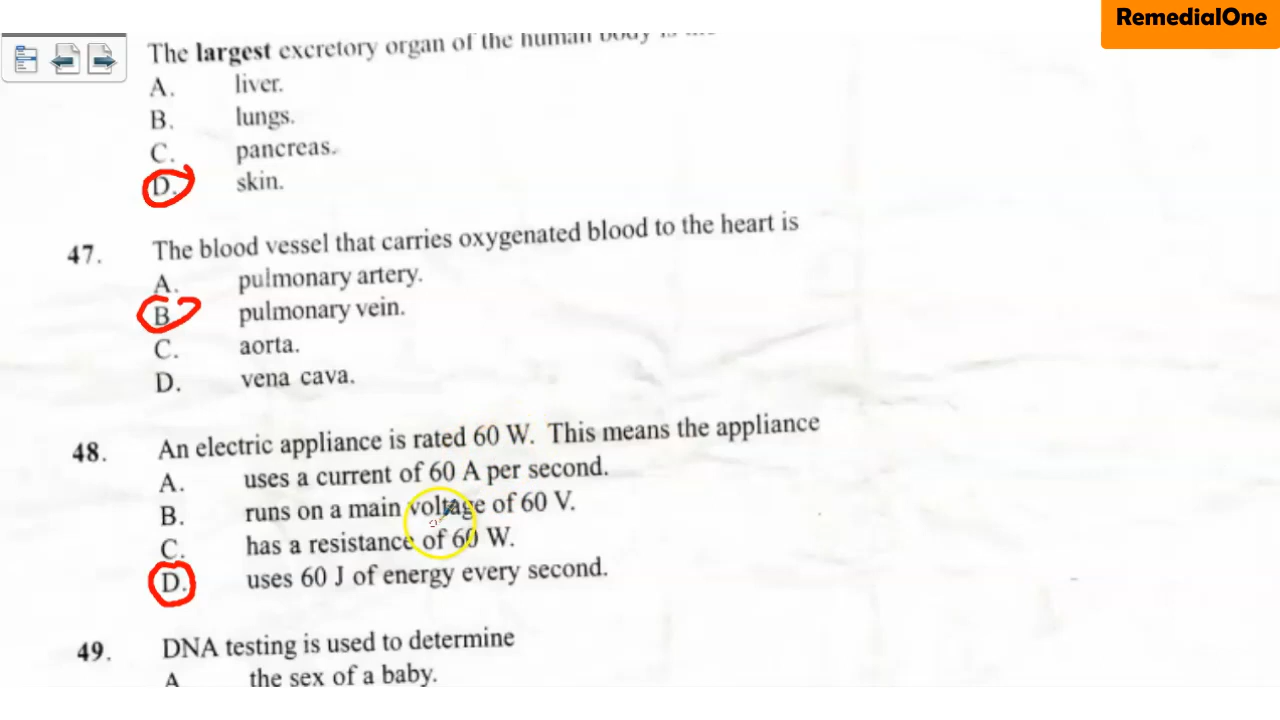 RemedialOne
The largest excretory organ of the human body is
A. liver.
B. lungs.
C. pancreas.
D. skin.
47. The blood vessel that carries oxygenated blood to the heart is
A. pulmonary artery.
B pulmonary vein.
C. aorta.
D. vena cava.
48. An electric appliance is rated 60 W. This means the appliance
A. uses a current of 60 A per second.
B. runs on a main voltage of 60 V.
C. has a resistance of 60 W.
D. uses 60 J of energy every second.
49. DNA testing is used to determine
A the sex of a baby.